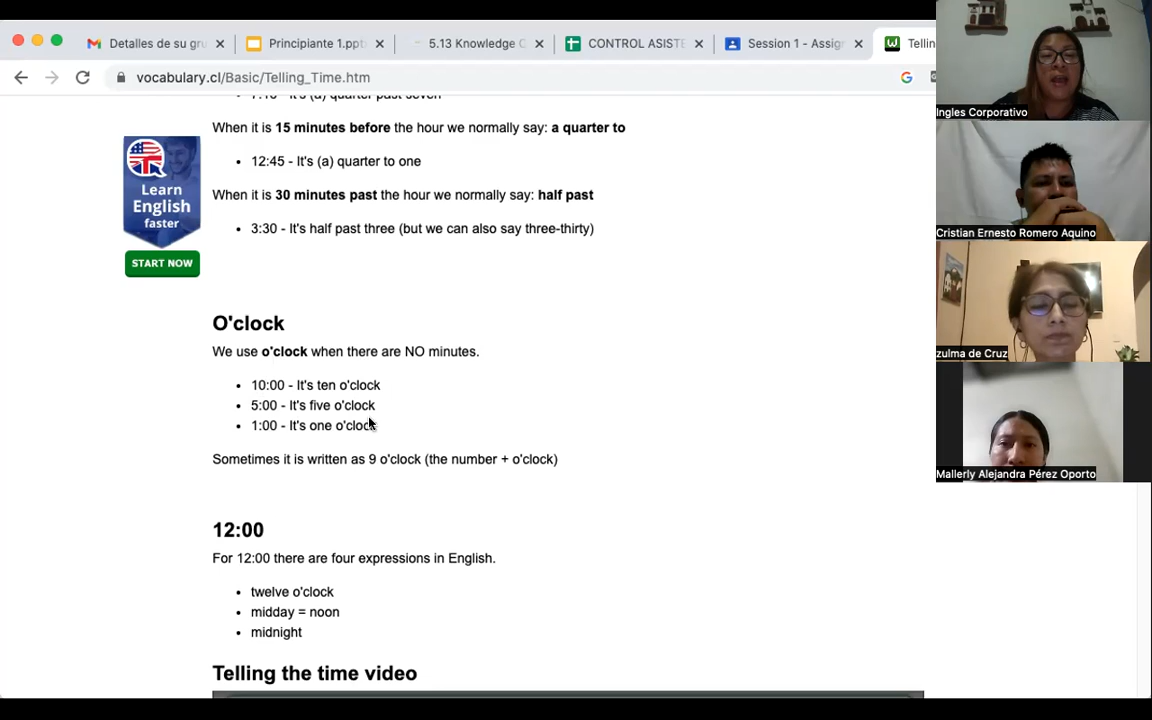 Detalles de su gru
Principiante 1.ppt
5.13 Knowledge
CONTROL ASISTE
Session 1 - Assig
Tellin
vocabulary.cl/Basic/Telling_Time.htm
quarter past seven
When it is 15 minutes before the hour we normally say: a quarter to
12:45 - It's (a) quarter to one
When it is 30 minutes past the hour we normally say: half past
3:30 - It's half past three (but we can also say three-thirty)
Learn
English
faster
START NOW
O'clock
We use o'clock when there are NO minutes.
10:00 - It's ten o'clock
5:00 - It's five o'clock
1:00 - It's one o'clock
Sometimes it is written as 9 o'clock (the number + o'clock)
12:00
For 12:00 there are four expressions in English.
twelve o'clock
midday = noon
midnight
Telling the time video
Ingles Corporativo
Cristian Ernesto Romero Aquino
zulma de Cruz
Mallerly Alejandra Pérez Oporto